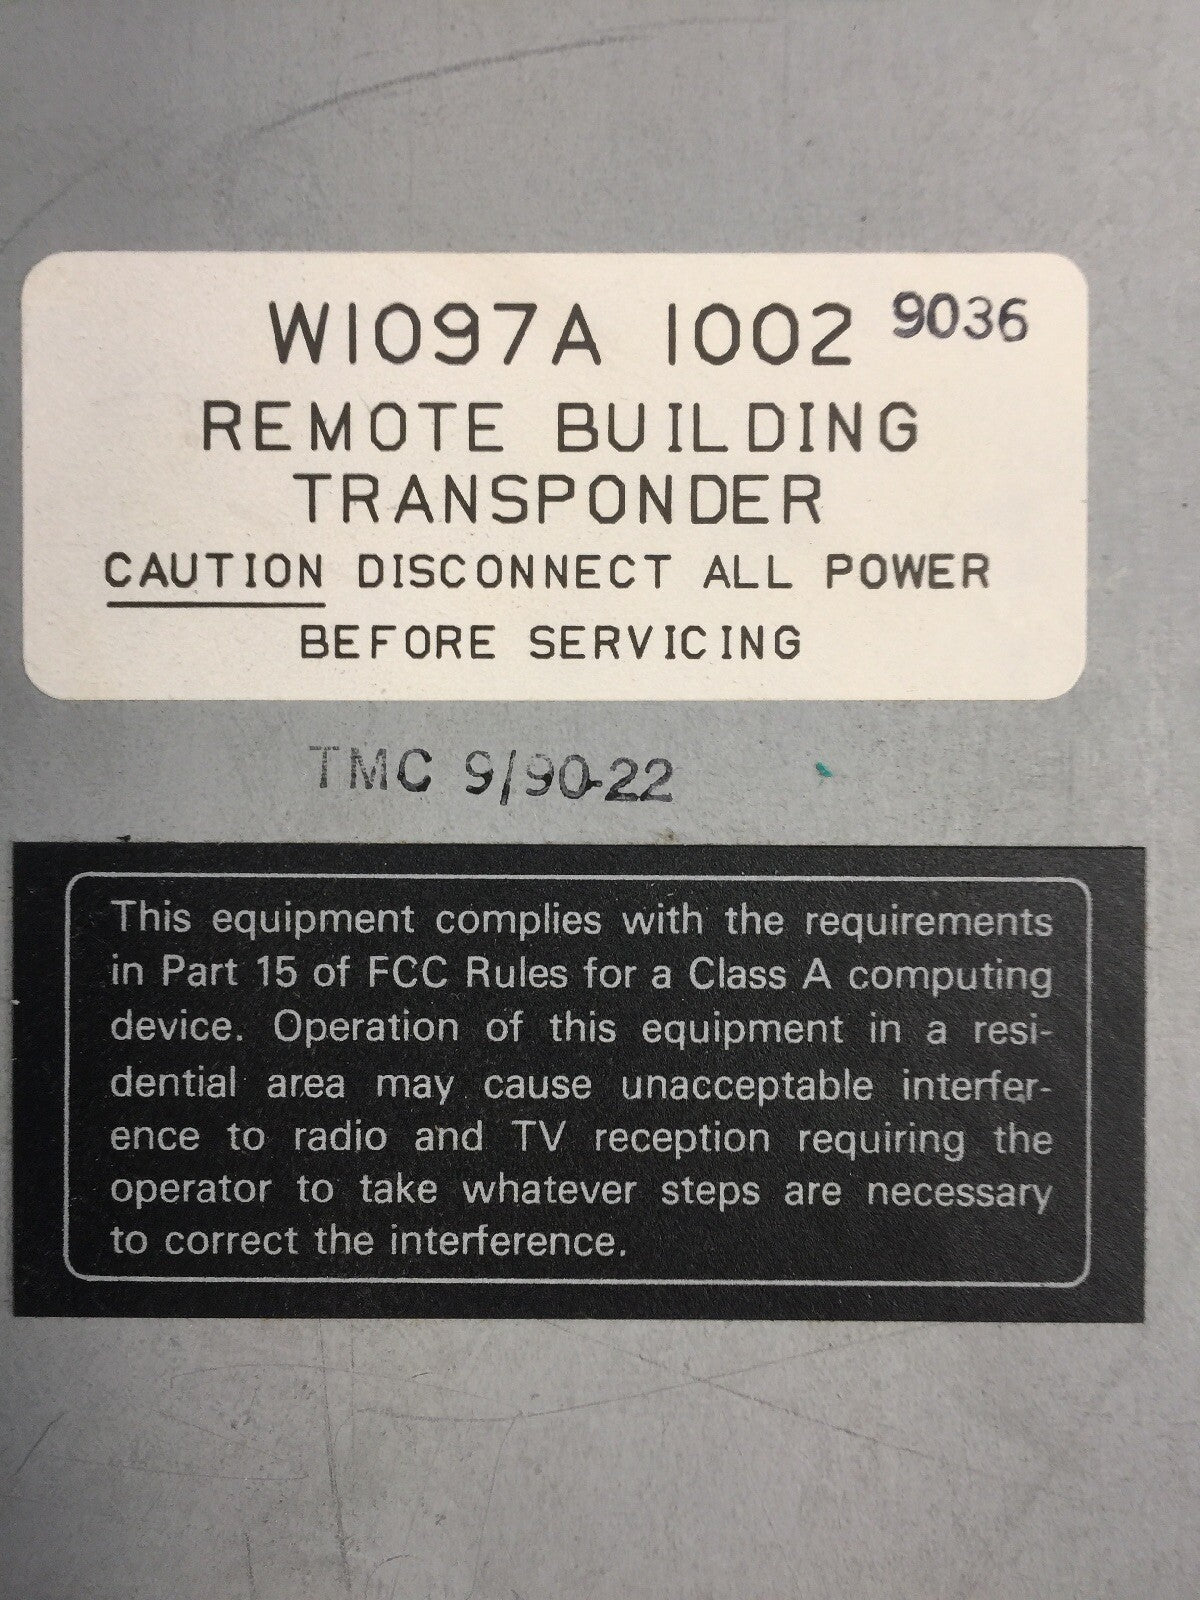 W1097A 1002 9036
REMOTE BUILDING
TRANSPONDER
CAUTION DISCONNECT ALL POWER
BEFORE SERVICING
TMC 9/90-22
This equipment complies with the requirements
in Part 15 of FCC Rules for a Class A computing
device. Operation of this equipment in a resi-
dential area may cause unacceptable interfer-
ence to radio and TV reception requiring the
operator to take whatever steps are necessary
to correct the interference.